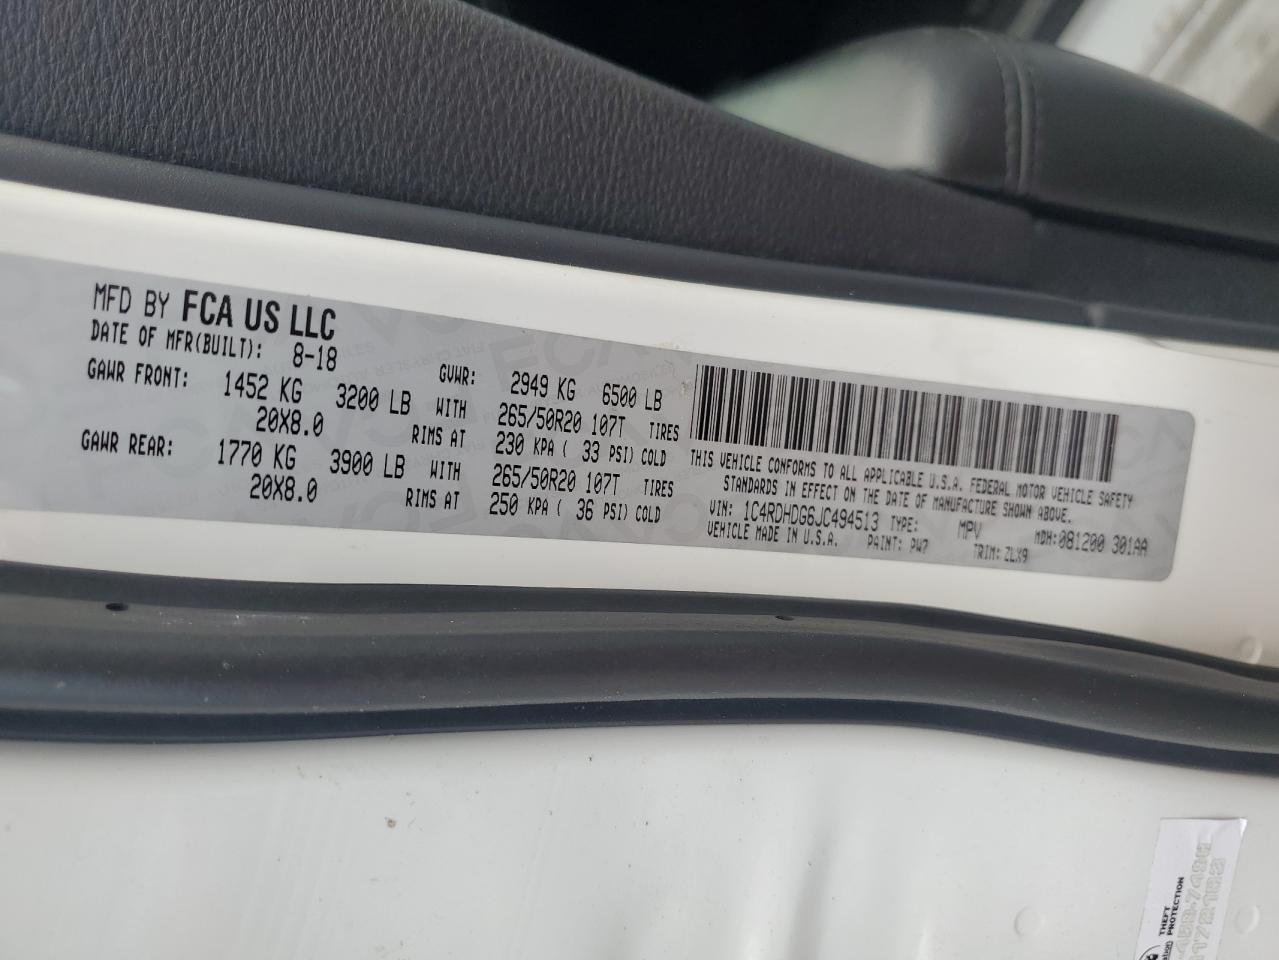 MFD BY FCA US LLC
DATE OF MFR(BUILT): 8-18
GVWR: 2949 KG 6500 LB
GAWR FRONT: 1452 KG 3200 LB WITH 265/50R20 107T TIRES
20X8.0 RIMS AT 230 KPA ( 33 PSI) COLD
GAWR REAR: 1770 KG 3900 LB WITH 265/50R20 107T TIRES
20X8.0 RIMS AT 250 KPA ( 36 PSI) COLD
THIS VEHICLE CONFORMS TO ALL APPLICABLE U.S.A. FEDERAL MOTOR VEHICLE SAFETY
STANDARDS IN EFFECT ON THE DATE OF MANUFACTURE SHOWN ABOVE.
VIN: 1C4RDHDG6JC494513 TYPE: MPV MDH:081200 301AA
VEHICLE MADE IN U.S.A. PAINT: PW7 TRIM: ZLX9
THEFT
PROTECTION